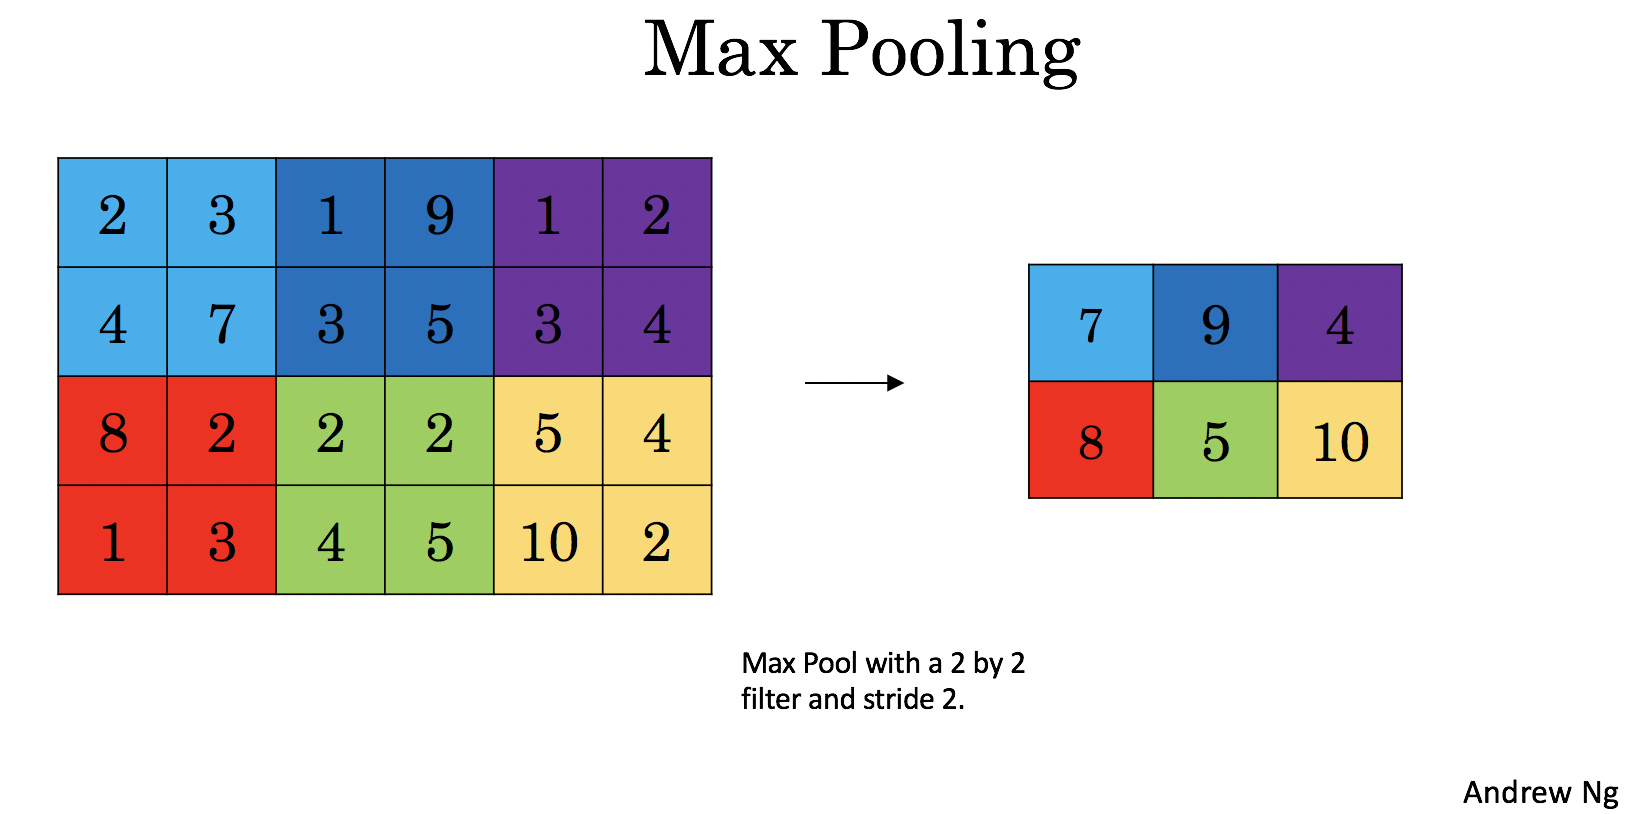 Max Pooling
2 3 1 9 1 2
4 7 3 5 3 4
8 2 2 2 5 4
1 3 4 5 10 2
7 9 4
8 5 10
Max Pool with a 2 by 2
filter and stride 2.
Andrew Ng